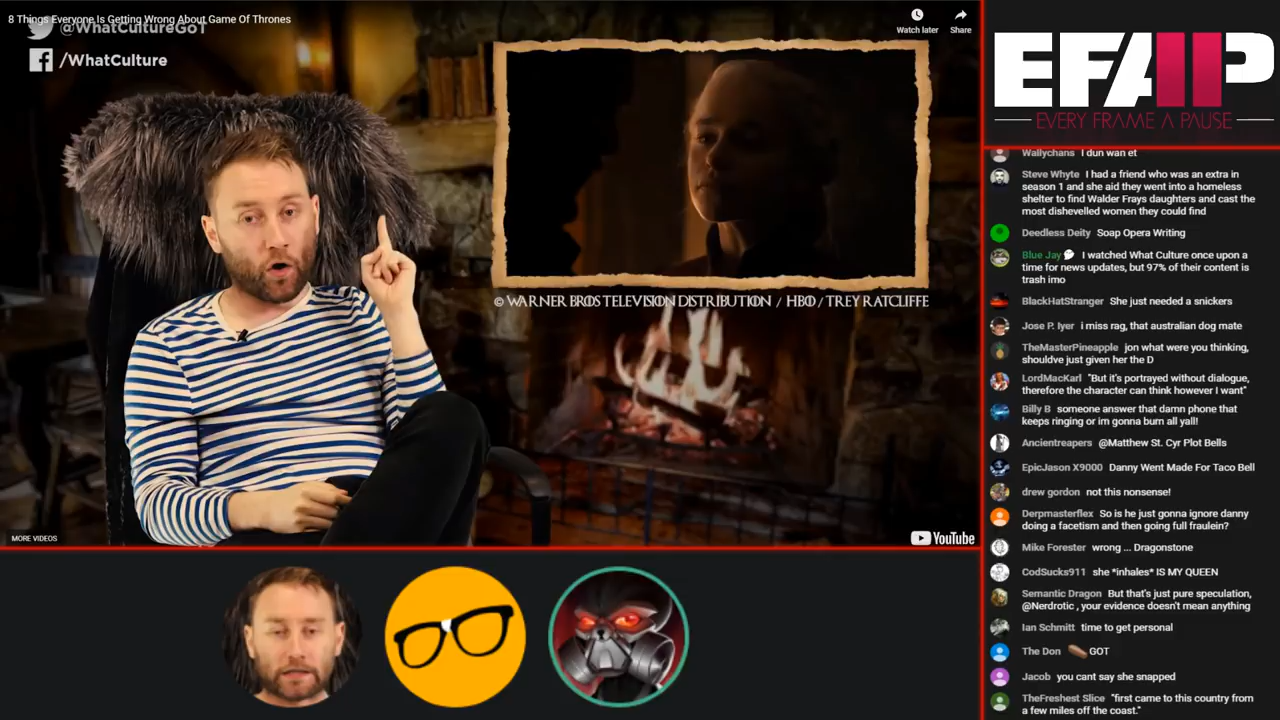 8 Things Everyone Is Getting Wrong About Game Of Thrones
@WhatCultureGoT
/WhatCulture
Watch later
Share
© WARNER BROS TELEVISION DISTRIBUTION / HBO / TREY RATCLIFFE
MORE VIDEOS
YouTube
EFAP
EVERY FRAME A PAUSE
Wallychans I dun wan et
Steve Whyte I had a friend who was an extra in
season 1 and she aid they went into a homeless
shelter to find Walder Frays daughters and cast the
most dishevelled women they could find
Deedless Deity Soap Opera Writing
Blue Jay I watched What Culture once upon a
time for news updates, but 97% of their content is
trash imo
BlackHatStranger She just needed a snickers
Jose P. Iyer i miss rag, that australian dog mate
TheMasterPineapple jon what were you thinking,
shouldve just given her the D
LordMacKarl "But it's portrayed without dialogue,
therefore the character can think however I want"
Billy B someone answer that damn phone that
keeps ringing or im gonna burn all yall!
Ancientreapers @Matthew St. Cyr Plot Bells
EpicJason X9000 Danny Went Made For Taco Bell
drew gordon not this nonsense!
Derpmasterflex So is he just gonna ignore danny
doing a facetism and then going full fraulein?
Mike Forester wrong ... Dragonstone
CodSucks911 she *inhales* IS MY QUEEN
Semantic Dragon But that's just pure speculation,
@Nerdrotic , your evidence doesn't mean anything
Ian Schmitt time to get personal
The Don GOT
Jacob you cant say she snapped
TheFreshest Slice "first came to this country from
a few miles off the coast."